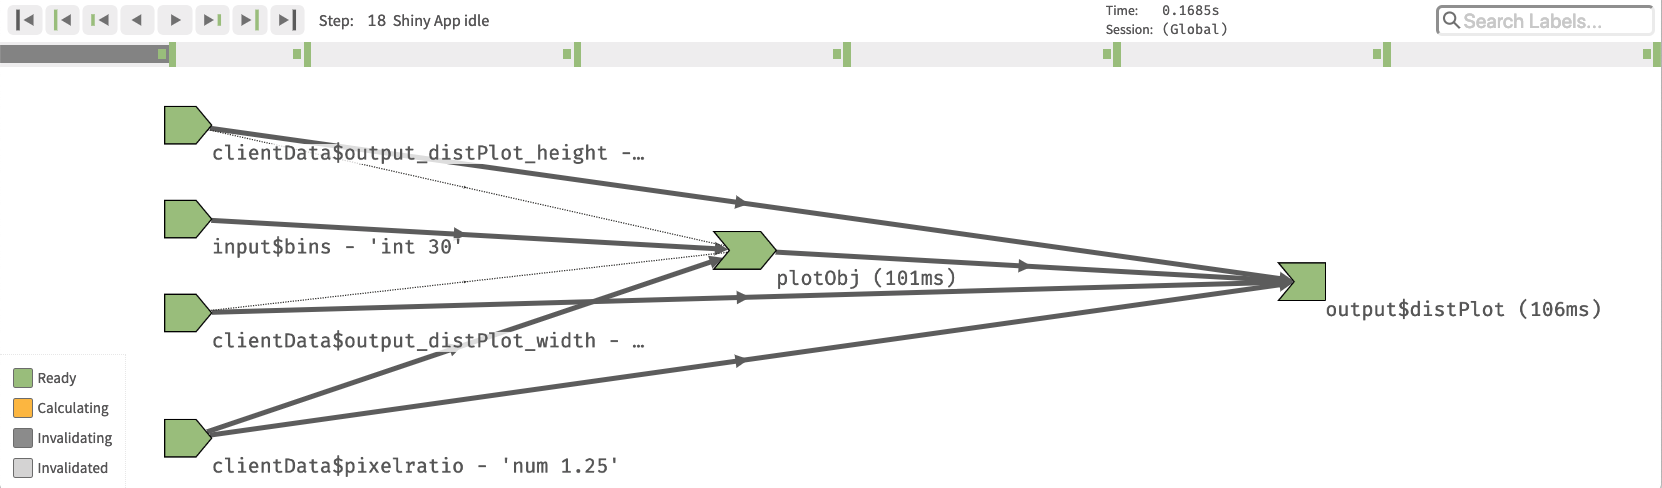 Step: 18 Shiny App idle
Time: 0.1685s
Session: (Global)
Search Labels...
clientData$output_distPlot_height -…
input$bins - 'int 30'
plotObj (101ms)
output$distPlot (106ms)
clientData$output_distPlot_width - …
clientData$pixelratio - 'num 1.25'
Ready
Calculating
Invalidating
Invalidated